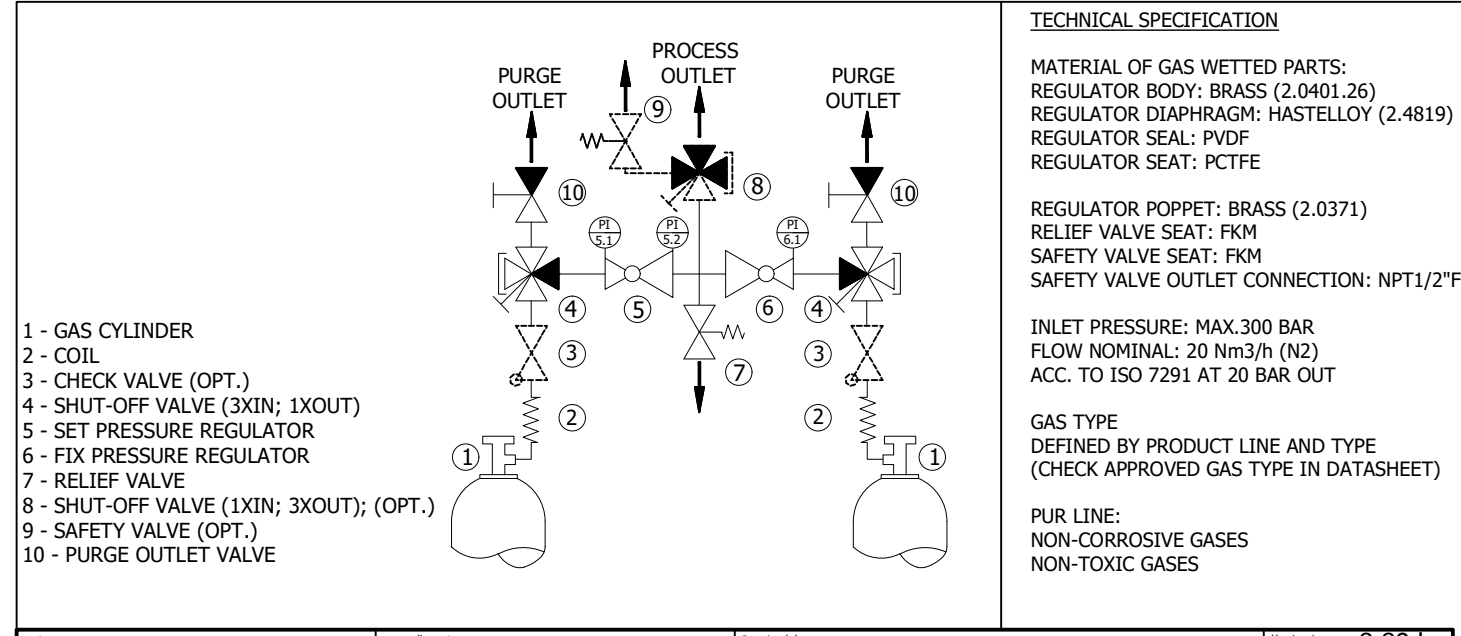 PURGE
OUTLET
PROCESS
OUTLET
PURGE
OUTLET
9
8
10
10
PI
5.1
PI
5.2
PI
6.1
4
5
6
4
3
7
3
2
2
1
1
1 - GAS CYLINDER
2 - COIL
3 - CHECK VALVE (OPT.)
4 - SHUT-OFF VALVE (3XIN; 1XOUT)
5 - SET PRESSURE REGULATOR
6 - FIX PRESSURE REGULATOR
7 - RELIEF VALVE
8 - SHUT-OFF VALVE (1XIN; 3XOUT); (OPT.)
9 - SAFETY VALVE (OPT.)
10 - PURGE OUTLET VALVE
TECHNICAL SPECIFICATION
MATERIAL OF GAS WETTED PARTS:
REGULATOR BODY: BRASS (2.0401.26)
REGULATOR DIAPHRAGM: HASTELLOY (2.4819)
REGULATOR SEAL: PVDF
REGULATOR SEAT: PCTFE
REGULATOR POPPET: BRASS (2.0371)
RELIEF VALVE SEAT: FKM
SAFETY VALVE SEAT: FKM
SAFETY VALVE OUTLET CONNECTION: NPT1/2"F
INLET PRESSURE: MAX.300 BAR
FLOW NOMINAL: 20 Nm3/h (N2)
ACC. TO ISO 7291 AT 20 BAR OUT
GAS TYPE
DEFINED BY PRODUCT LINE AND TYPE
(CHECK APPROVED GAS TYPE IN DATASHEET)
PUR LINE:
NON-CORROSIVE GASES
NON-TOXIC GASES